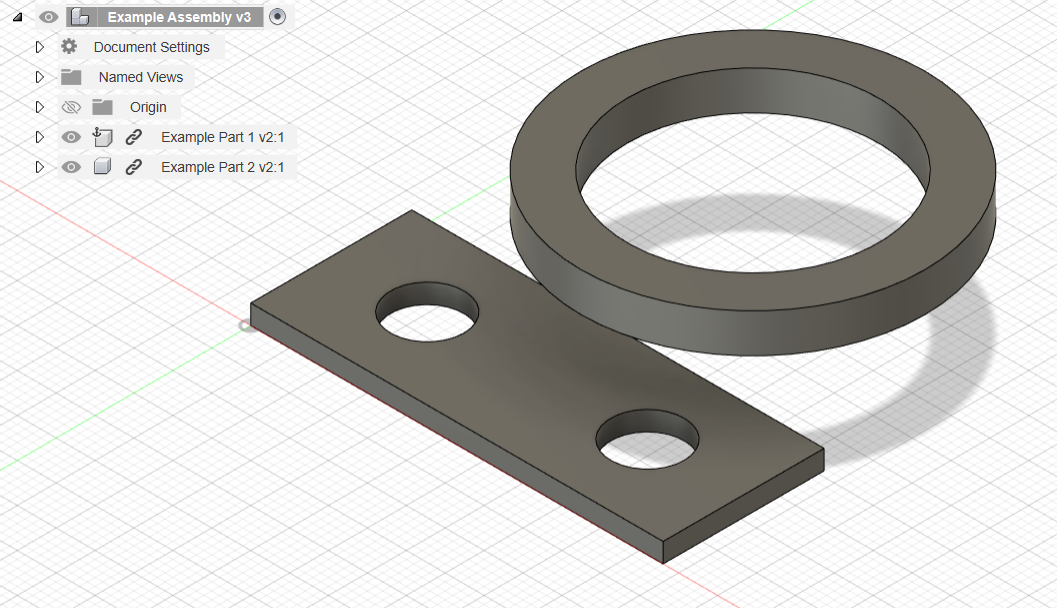 Example Assembly v3
Document Settings
Named Views
Origin
Example Part 1 v2:1
Example Part 2 v2:1